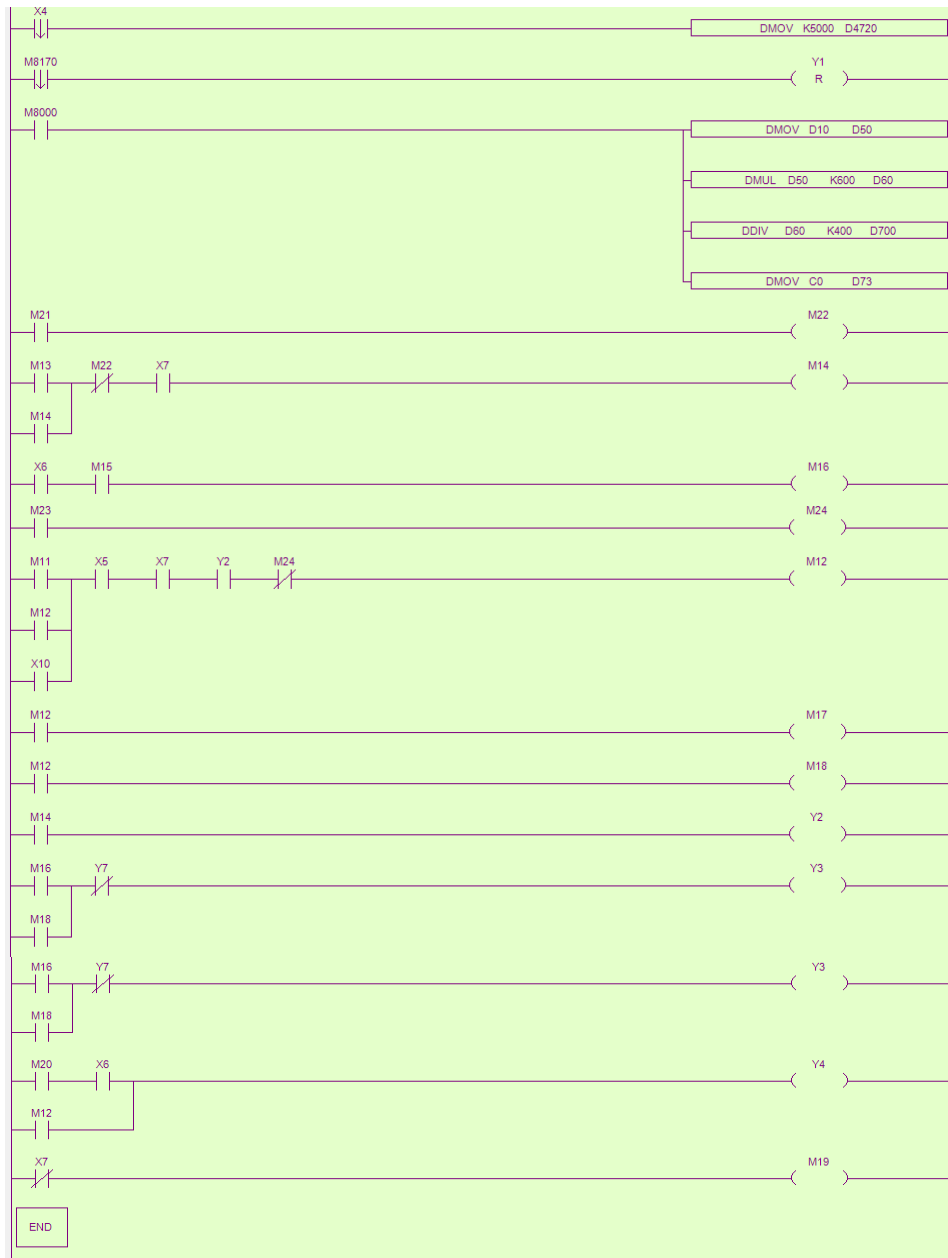 X4
DMOV K5000 D4720
M8170 Y1
R
M8000
DMOV D10 D50
DMUL D50 K600 D60
DDIV D60 K400 D700
DMOV C0 D73
M21 M22
M13 M22 X7 M14
M14
X6 M15 M16
M23 M24
M11 X5 X7 Y2 M24 M12
M12
X10
M12 M17
M12 M18
M14 Y2
M16 Y7 Y3
M18
M16 Y7 Y3
M18
M20 X6 Y4
M12
X7 M19
END